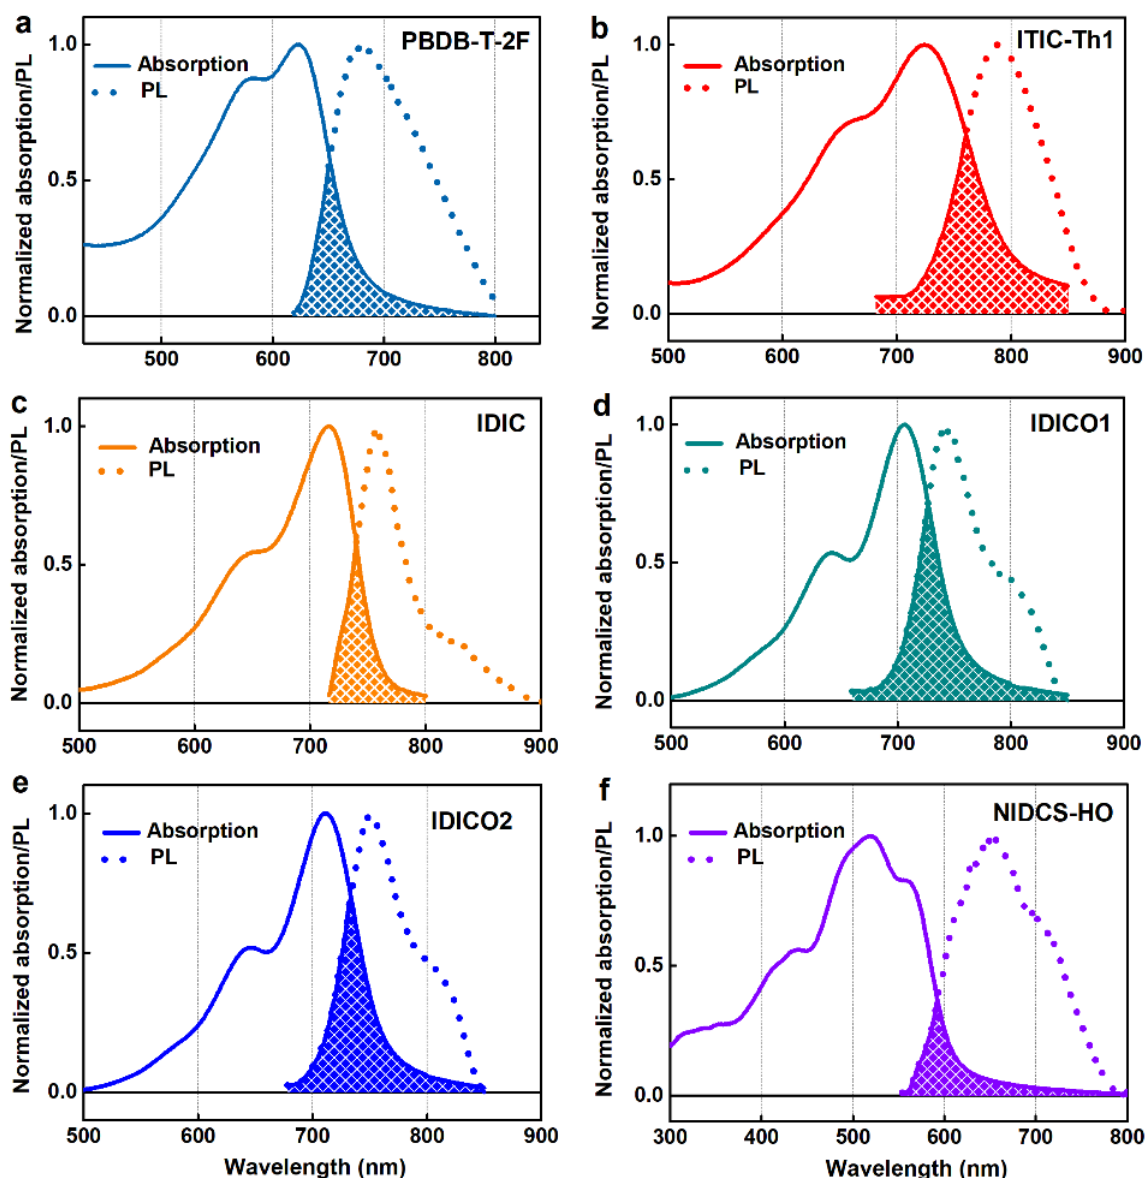 a
PBDB-T-2F
Normalized absorption/PL
1.0
0.5
0.0
Absorption
PL
500 600 700 800
b
ITIC-Th1
Normalized absorption/PL
1.0
0.5
0.0
Absorption
PL
500 600 700 800 900
c
IDIC
Normalized absorption/PL
1.0
0.5
0.0
Absorption
PL
500 600 700 800 900
d
IDICO1
Normalized absorption/PL
1.0
0.5
0.0
Absorption
PL
500 600 700 800 900
e
IDICO2
Normalized absorption/PL
1.0
0.5
0.0
Absorption
PL
500 600 700 800 900
Wavelength (nm)
f
NIDCS-HO
Normalized absorption/PL
1.0
0.5
0.0
Absorption
PL
300 400 500 600 700 800
Wavelength (nm)